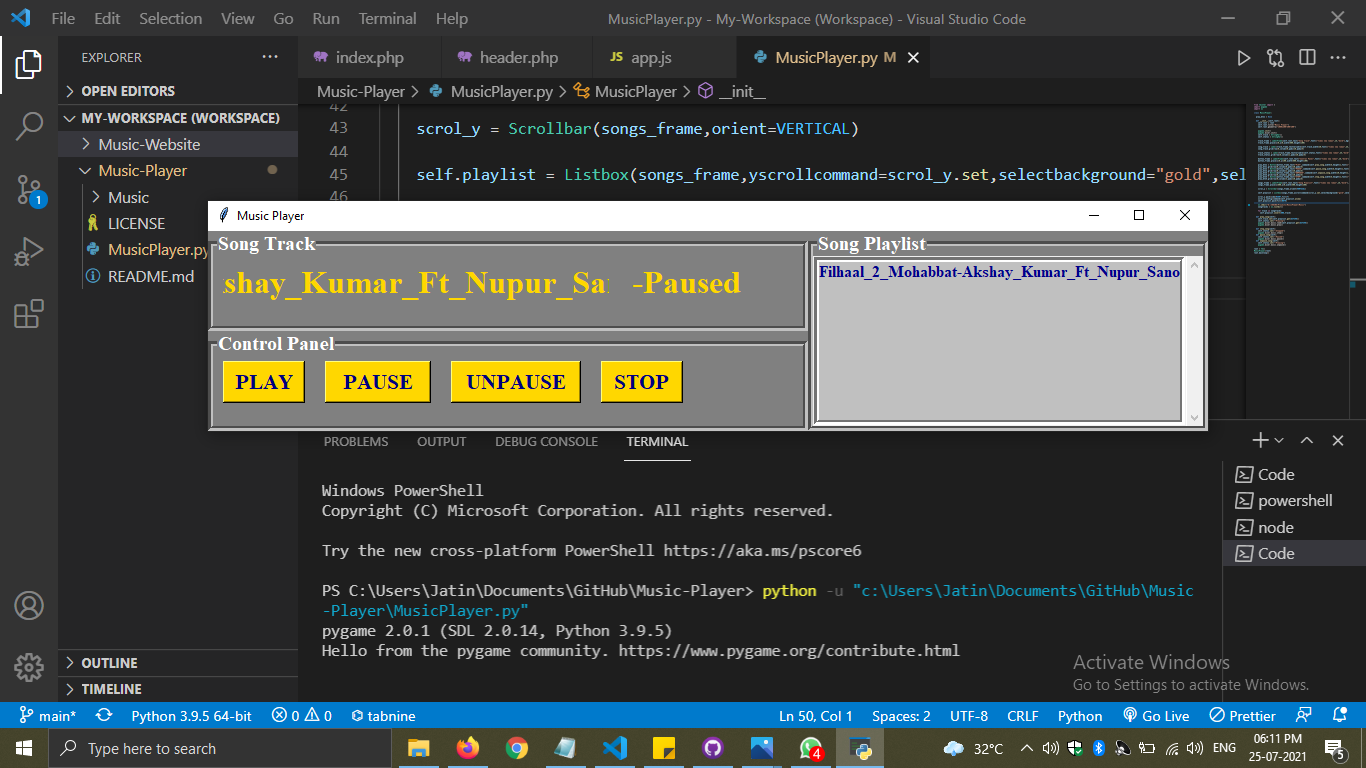 File Edit Selection View Go Run Terminal Help MusicPlayer.py - My-Workspace (Workspace) - Visual Studio Code
EXPLORER
index.php header.php JS app.js MusicPlayer.py M
OPEN EDITORS
Music-Player > MusicPlayer.py > MusicPlayer > __init__
MY-WORKSPACE (WORKSPACE)
Music-Website
Music-Player
Music
LICENSE
MusicPlayer.py
README.md
OUTLINE
TIMELINE
42
43 scrol_y = Scrollbar(songs_frame,orient=VERTICAL)
44
45 self.playlist = Listbox(songs_frame,yscrollcommand=scrol_y.set,selectbackground="gold",sel
46
Music Player
Song Track
shay_Kumar_Ft_Nupur_Sa -Paused
Control Panel
PLAY PAUSE UNPAUSE STOP
Song Playlist
Filhaal_2_Mohabbat-Akshay_Kumar_Ft_Nupur_Sano
PROBLEMS OUTPUT DEBUG CONSOLE TERMINAL
Windows PowerShell
Copyright (C) Microsoft Corporation. All rights reserved.
Try the new cross-platform PowerShell https://aka.ms/pscore6
PS C:\Users\Jatin\Documents\GitHub\Music-Player> python -u "c:\Users\Jatin\Documents\GitHub\Music
-Player\MusicPlayer.py"
pygame 2.0.1 (SDL 2.0.14, Python 3.9.5)
Hello from the pygame community. https://www.pygame.org/contribute.html
Code
powershell
node
Code
Activate Windows
Go to Settings to activate Windows.
1
main* Python 3.9.5 64-bit 0 0 tabnine Ln 50, Col 1 Spaces: 2 UTF-8 CRLF Python Go Live Prettier
Type here to search 4 32°C ENG 06:11 PM 5
25-07-2021